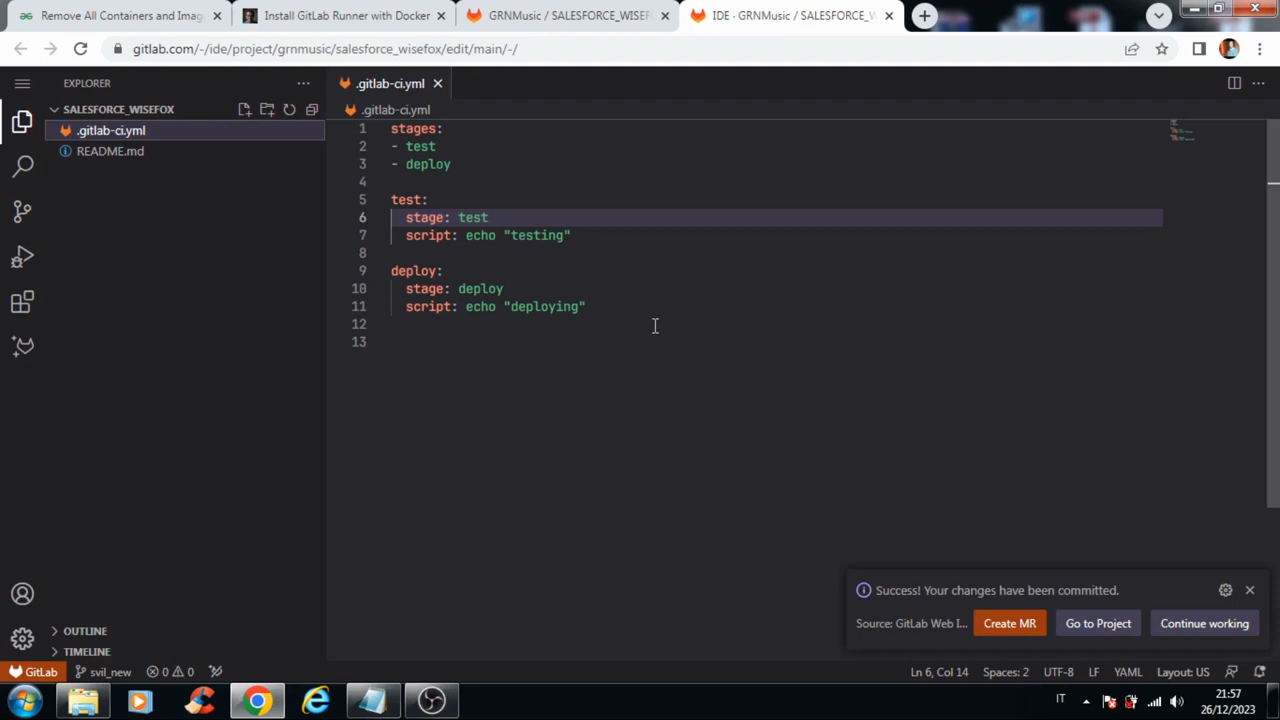 Remove All Containers and Imag
Install GitLab Runner with Docker
GRNMusic / SALESFORCE_WISEF
IDE · GRNMusic / SALESFORCE_W
gitlab.com/-/ide/project/grnmusic/salesforce_wisefox/edit/main/-/
EXPLORER
SALESFORCE_WISEFOX
.gitlab-ci.yml
README.md
.gitlab-ci.yml
.gitlab-ci.yml
1 stages:
2 - test
3 - deploy
4
5 test:
6 stage: test
7 script: echo "testing"
8
9 deploy:
10 stage: deploy
11 script: echo "deploying"
12
13
Success! Your changes have been committed.
Source: GitLab Web I...
Create MR
Go to Project
Continue working
OUTLINE
TIMELINE
GitLab svil_new 0 0 Ln 6, Col 14 Spaces: 2 UTF-8 LF YAML Layout: US
IT
21:57
26/12/2023